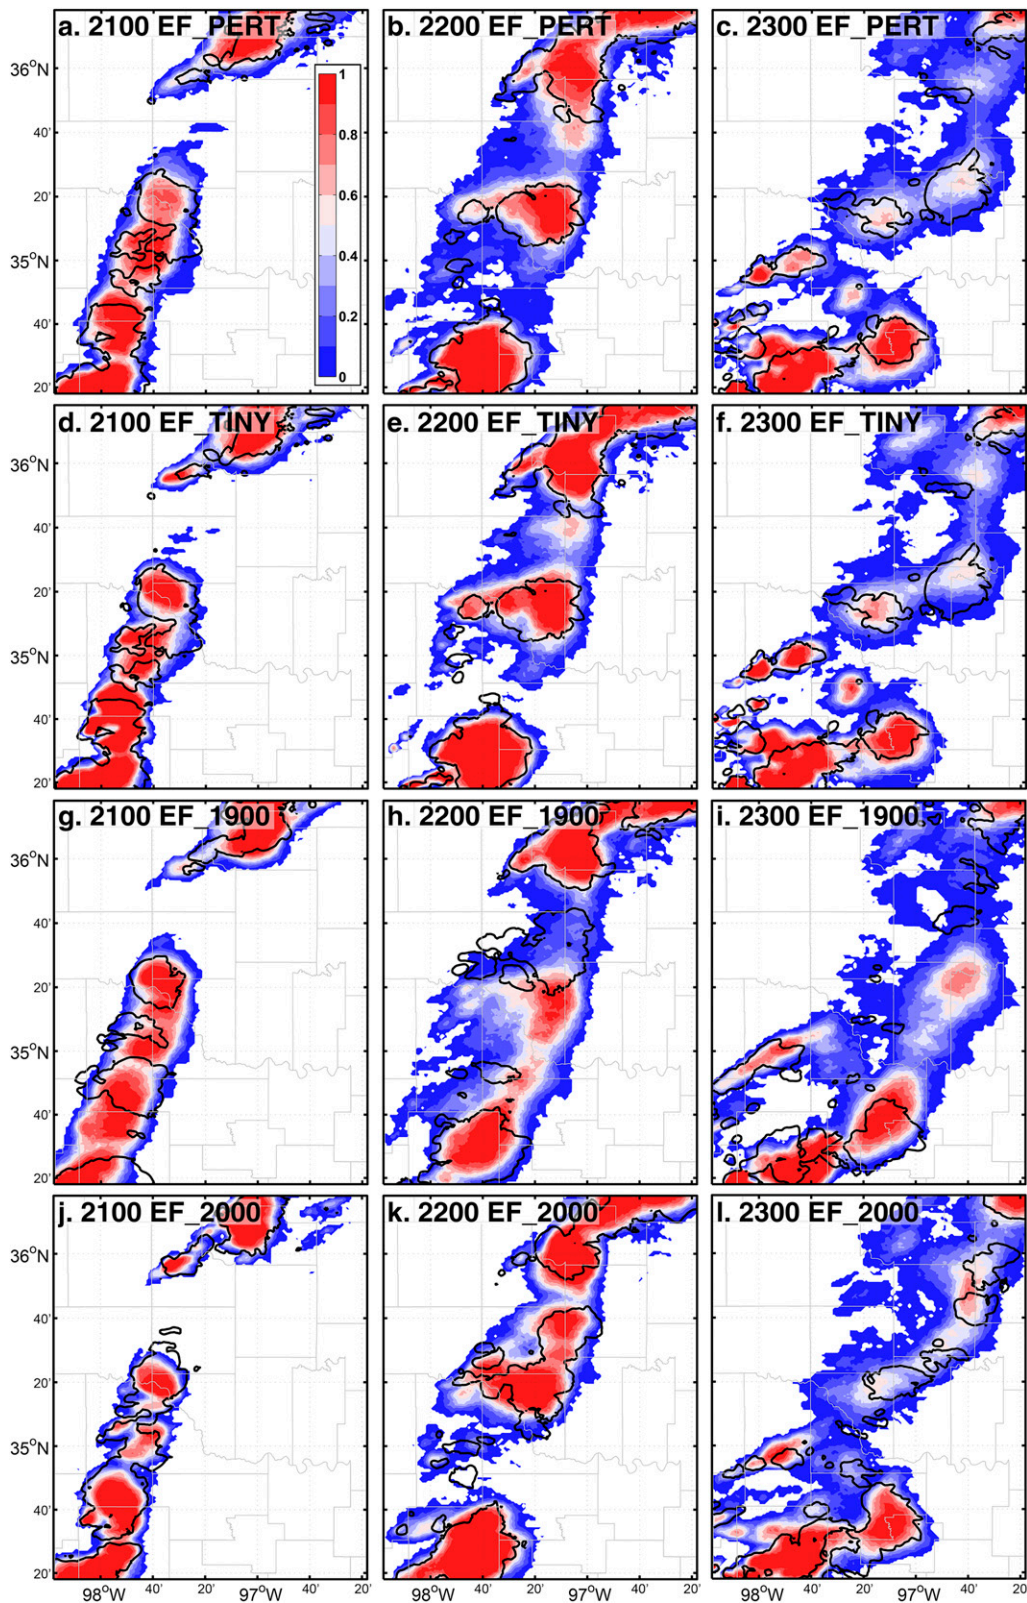 a. 2100 EF_PERT
b. 2200 EF_PERT
c. 2300 EF_PERT
36°N
40'
20'
35°N
40'
20'
1
0.8
0.6
0.4
0.2
0
d. 2100 EF_TINY
e. 2200 EF_TINY
f. 2300 EF_TINY
36°N
40'
20'
35°N
40'
20'
g. 2100 EF_1900
h. 2200 EF_1900
i. 2300 EF_1900
36°N
40'
20'
35°N
40'
20'
j. 2100 EF_2000
k. 2200 EF_2000
l. 2300 EF_2000
36°N
40'
20'
35°N
40'
20'
98°W 40' 20' 97°W 20' 98°W 40' 20' 97°W 20' 98°W 40' 20' 97°W 20'